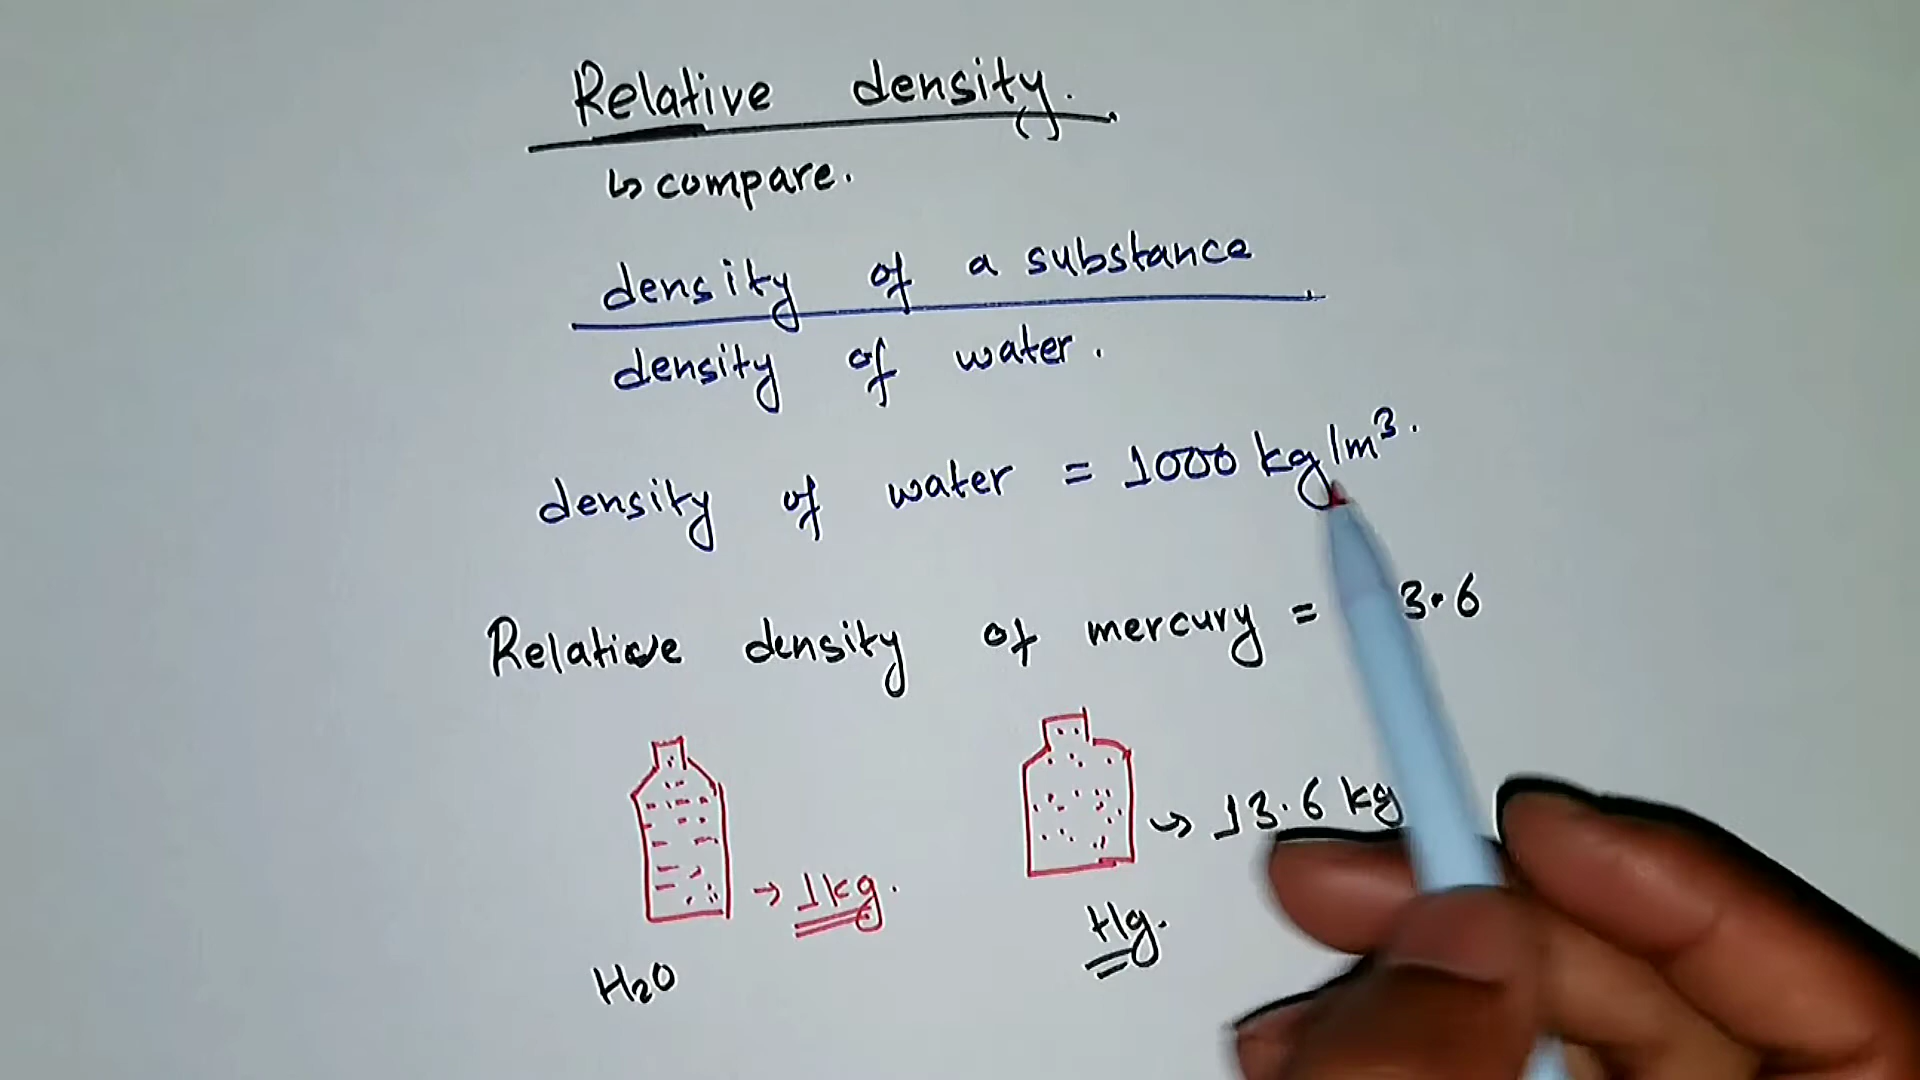 Relative density.
↳ compare.
density of a substance
density of water.
density of water = 1000 kg/m³.
Relative density of mercury = 3.6
→ 13.6 kg
→ 1kg.
Hg.
H₂O